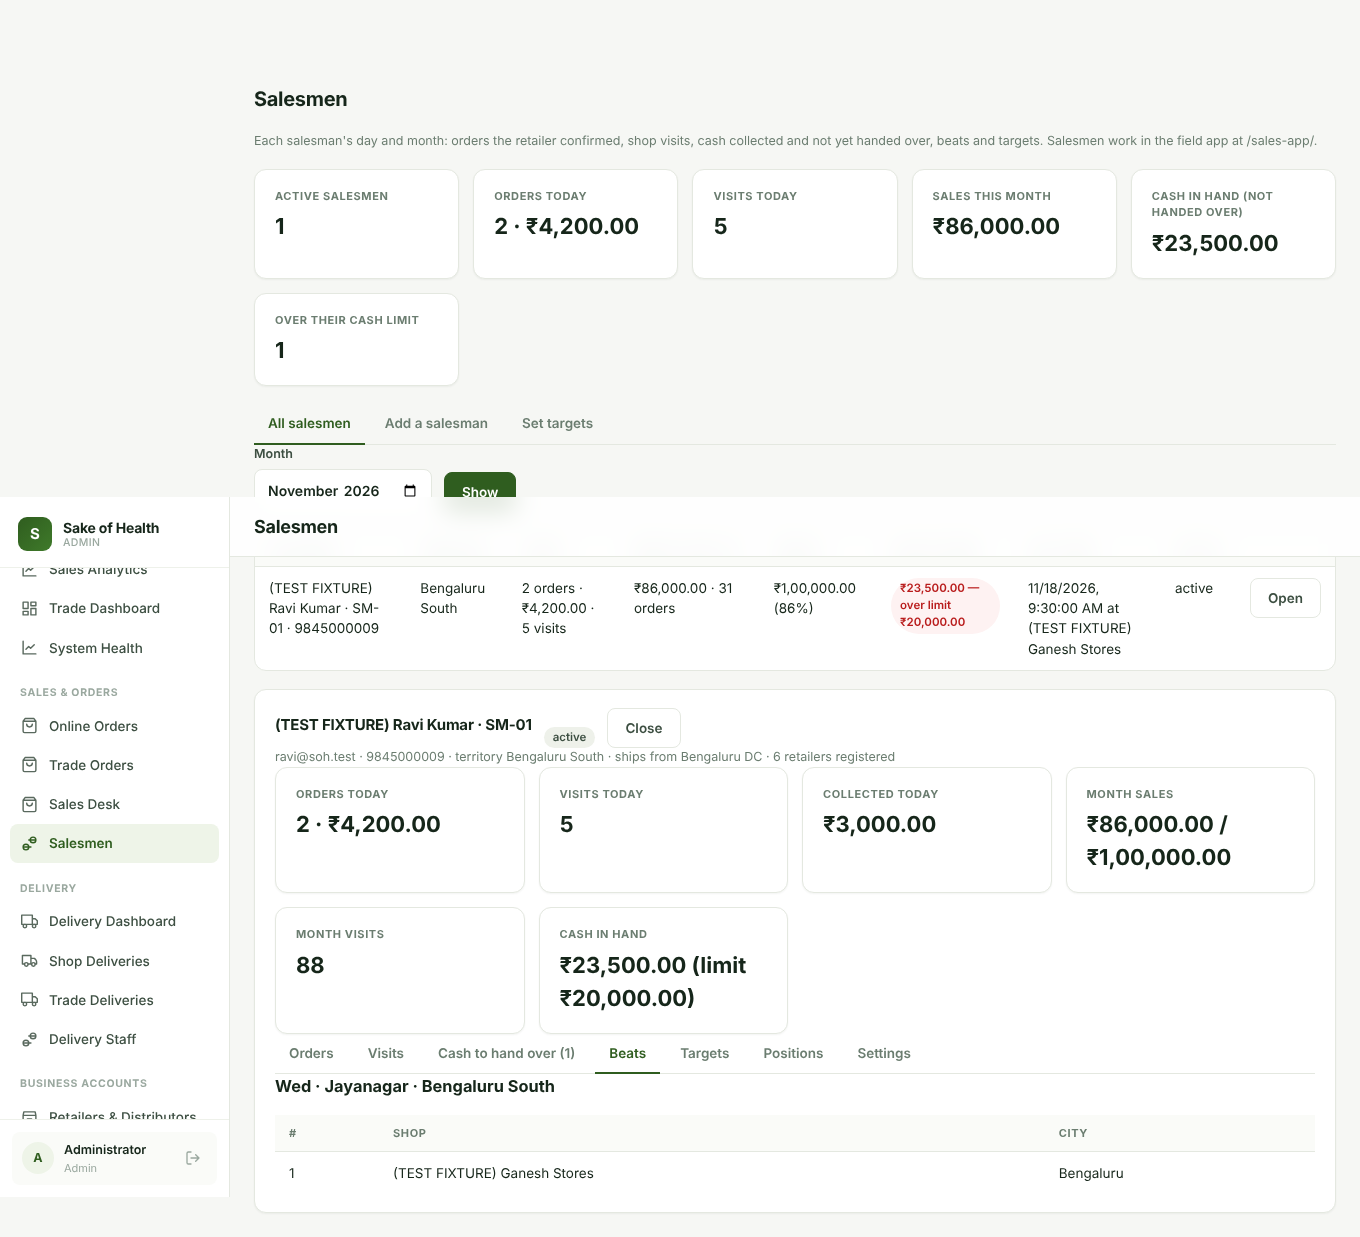 Salesmen
Each salesman's day and month: orders the retailer confirmed, shop visits, cash collected and not yet handed over, beats and targets. Salesmen work in the field app at /sales-app/.
ACTIVE SALESMEN
1
ORDERS TODAY
2 · ₹4,200.00
VISITS TODAY
5
SALES THIS MONTH
₹86,000.00
CASH IN HAND (NOT
HANDED OVER)
₹23,500.00
OVER THEIR CASH LIMIT
1
All salesmen
Add a salesman
Set targets
Month
November 2026
Show
S
Sake of Health
ADMIN
Salesmen
Sales Analytics
Trade Dashboard
System Health
SALES & ORDERS
Online Orders
Trade Orders
Sales Desk
Salesmen
DELIVERY
Delivery Dashboard
Shop Deliveries
Trade Deliveries
Delivery Staff
BUSINESS ACCOUNTS
Retailers & Distributors
A
Administrator
Admin
(TEST FIXTURE)
Ravi Kumar · SM-
01 · 9845000009
Bengaluru
South
2 orders ·
₹4,200.00 ·
5 visits
₹86,000.00 · 31
orders
₹1,00,000.00
(86%)
₹23,500.00 —
over limit
₹20,000.00
11/18/2026,
9:30:00 AM at
(TEST FIXTURE)
Ganesh Stores
active
Open
(TEST FIXTURE) Ravi Kumar · SM-01
active
Close
ravi@soh.test · 9845000009 · territory Bengaluru South · ships from Bengaluru DC · 6 retailers registered
ORDERS TODAY
2 · ₹4,200.00
VISITS TODAY
5
COLLECTED TODAY
₹3,000.00
MONTH SALES
₹86,000.00 /
₹1,00,000.00
MONTH VISITS
88
CASH IN HAND
₹23,500.00 (limit
₹20,000.00)
Orders
Visits
Cash to hand over (1)
Beats
Targets
Positions
Settings
Wed · Jayanagar · Bengaluru South
#
SHOP
CITY
1
(TEST FIXTURE) Ganesh Stores
Bengaluru